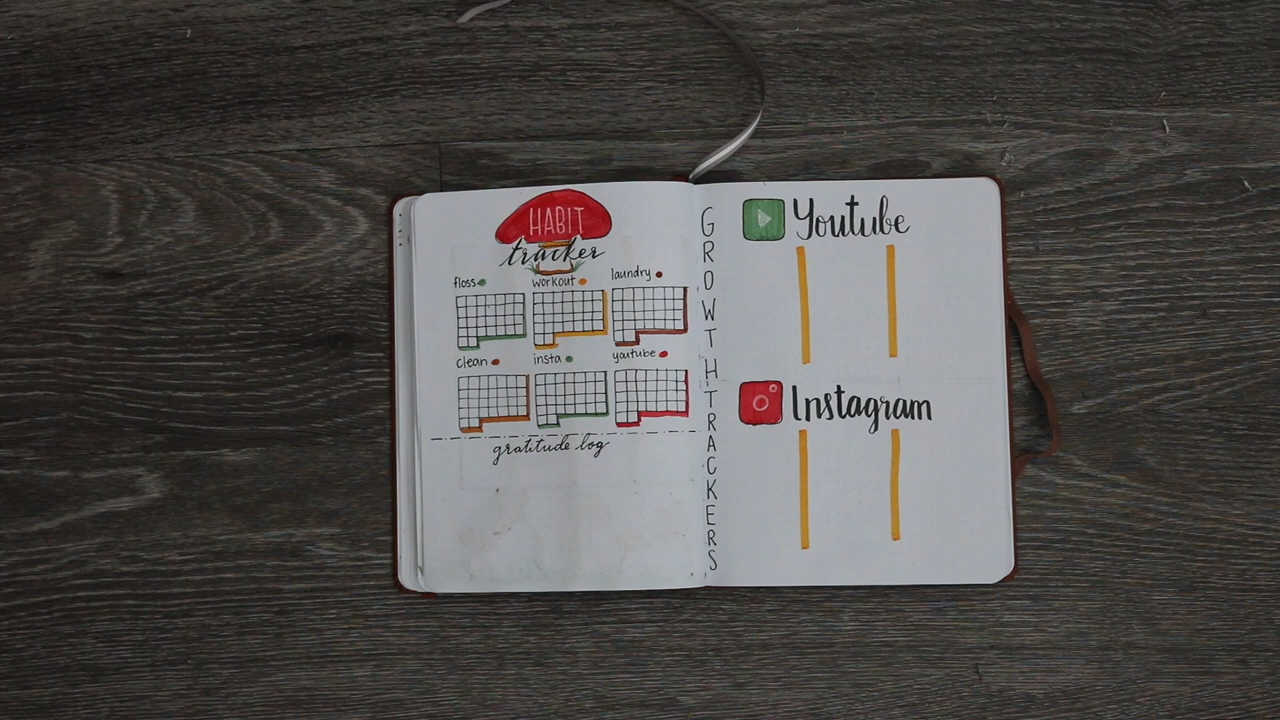 HABIT
tracker
floss
workout
laundry
clean
insta
youtube
gratitude log
GROWTH TRACKERS
Youtube
Instagram